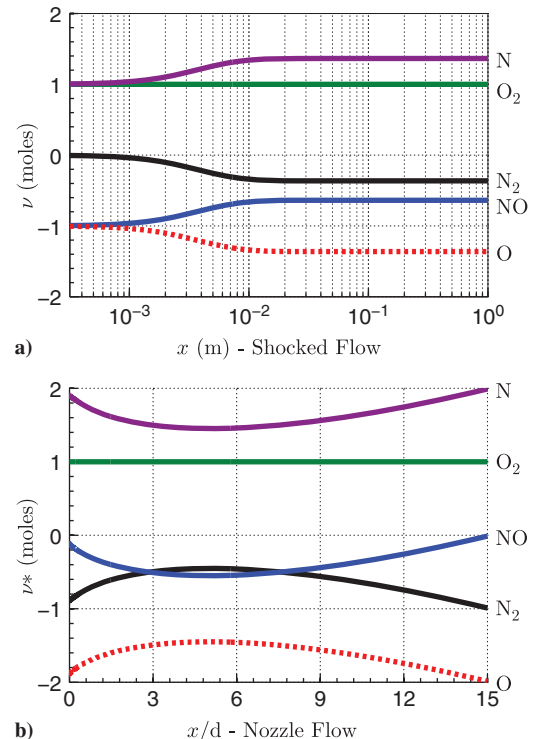 2
1
0
−1
−2
ν (moles)
N
O₂
N₂
NO
O
10⁻³
10⁻²
10⁻¹
10⁰
a) x (m) - Shocked Flow
2
1
0
−1
−2
ν* (moles)
N
O₂
NO
N₂
O
0
3
6
9
12
15
b) x/d - Nozzle Flow